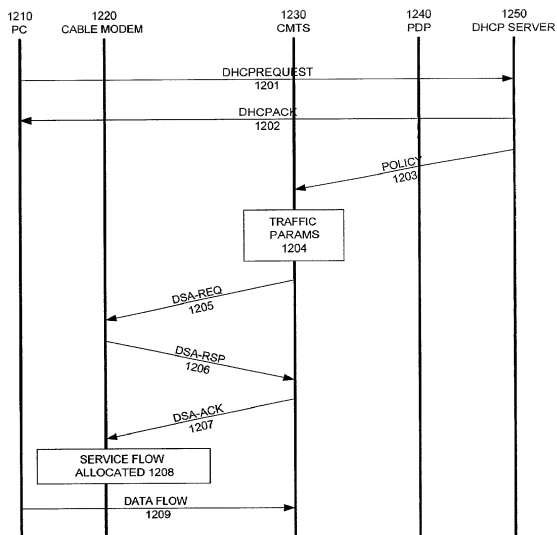 1210
PC
1220
CABLE MODEM
1230
CMTS
1240
PDP
1250
DHCP SERVER
DHCPREQUEST
1201
DHCPACK
1202
POLICY
1203
TRAFFIC
PARAMS
1204
DSA-REQ
1205
DSA-RSP
1206
DSA-ACK
1207
SERVICE FLOW
ALLOCATED 1208
DATA FLOW
1209